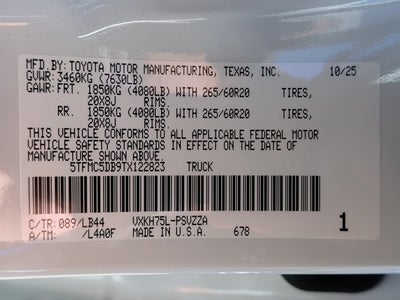 MFD.BY: TOYOTA MOTOR MANUFACTURING, TEXAS, INC. 10/25
GVWR: 3460KG (7630LB)
GAWR: FRT. 1850KG (4080LB) WITH 265/60R20 TIRES,
20X8J RIMS,
RR. 1850KG (4080LB) WITH 265/60R20 TIRES,
20X8J RIMS,
THIS VEHICLE CONFORMS TO ALL APPLICABLE FEDERAL MOTOR
VEHICLE SAFETY STANDARDS IN EFFECT ON THE DATE OF
MANUFACTURE SHOWN ABOVE.
5TFMC5DB9TX122823 TRUCK
C/TR: 089/LB44 VXKH75L-PSVZZA
A/TM: /L4A0F MADE IN U.S.A. 678 1